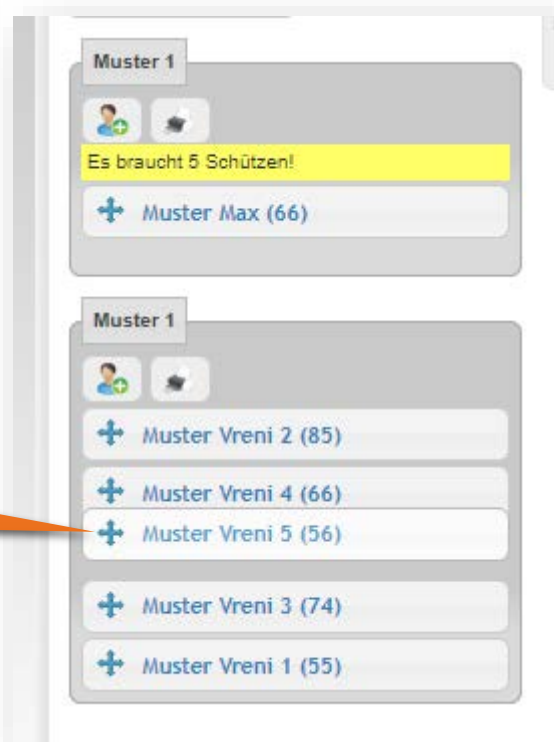 Muster 1
Es braucht 5 Schützen!
Muster Max (66)
Muster 1
Muster Vreni 2 (85)
Muster Vreni 4 (66)
Muster Vreni 5 (56)
Muster Vreni 3 (74)
Muster Vreni 1 (55)